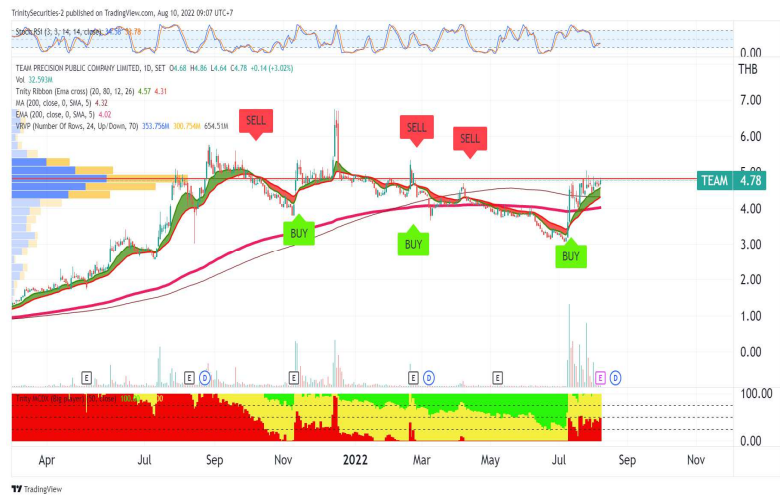 TrinitySecurities-2 published on TradingView.com, Aug 10, 2022 09:07 UTC+7
Stoch RSI (3, 3, 14, 14, close)
0.00
TEAM PRECISION PUBLIC COMPANY LIMITED, 1D, SET O4.68 H4.86 L4.64 C4.78 +0.14 (+3.02%)
THB
Vol 32.593M
Trnity Ribbon (Ema cross) (20, 80, 12, 26) 4.57 4.31
MA (200, close, 0, SMA, 5) 4.32
EMA (200, close, 0, SMA, 5) 4.02
VRVP (Number Of Rows, 24, Up/Down, 70) 353.756M 300.754M 654.51M
7.00
6.00
5.00
4.00
3.00
2.00
1.00
0.00
SELL
SELL
SELL
TEAM 4.78
BUY
BUY
BUY
E E D E E D E E D
100.00
0.00
Apr Jul Sep Nov 2022 Mar May Jul Sep Nov
TradingView